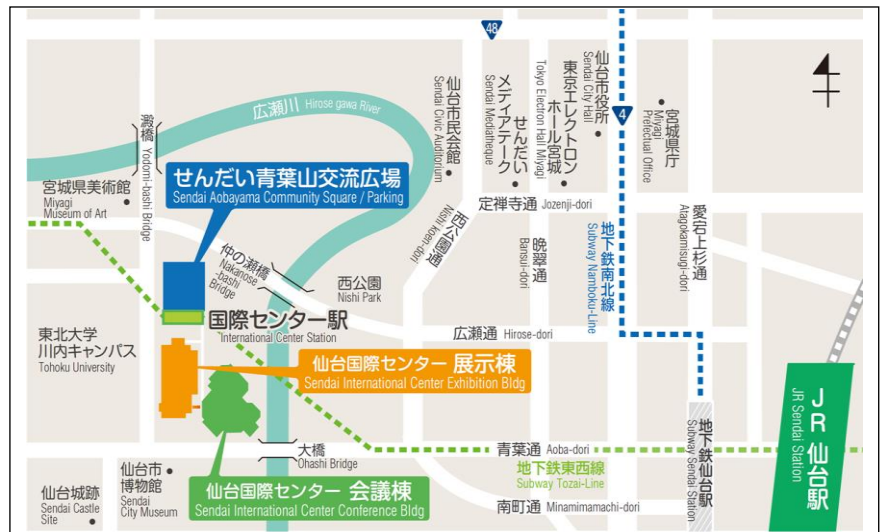 48
4
広瀬川 Hirose gawa River
澱橋
Yodomi-bashi Bridge
仙台市民会館
Sendai Civic Auditorium
せんだい
メディアテーク
Sendai Mediatheque
東京エレクトロン
ホール宮城
Tokyo Electron Hall Miyagi
仙台市役所
Sendai City Hall
宮城県庁
Miyagi
Prefectual Office
せんだい青葉山交流広場
Sendai Aobayama Community Square / Parking
宮城県美術館
Miyagi
Museum of Art
定禅寺通 Jozenji-dori
西公園通
Nishi koen-dori
晩翠通
Bansui-dori
地下鉄南北線
Subway Namboku-Line
愛宕上杉通
Atagokamisugi-dori
仲の瀬橋
Nakanose
-bashi
Bridge
西公園
Nishi Park
国際センター駅
International Center Station
広瀬通 Hirose-dori
東北大学
川内キャンパス
Tohoku University
仙台国際センター 展示棟
Sendai International Center Exhibition Bldg
JR 仙台駅
JR Sendai Station
地下鉄仙台駅
Subway Sendai Station
大橋
Ohashi Bridge
青葉通 Aoba-dori
地下鉄東西線
Subway Tozai-Line
仙台城跡
Sendai Castle
Site
仙台市
博物館
Sendai
City Museum
仙台国際センター 会議棟
Sendai International Center Conference Bldg
南町通 Minamimamachi-dori